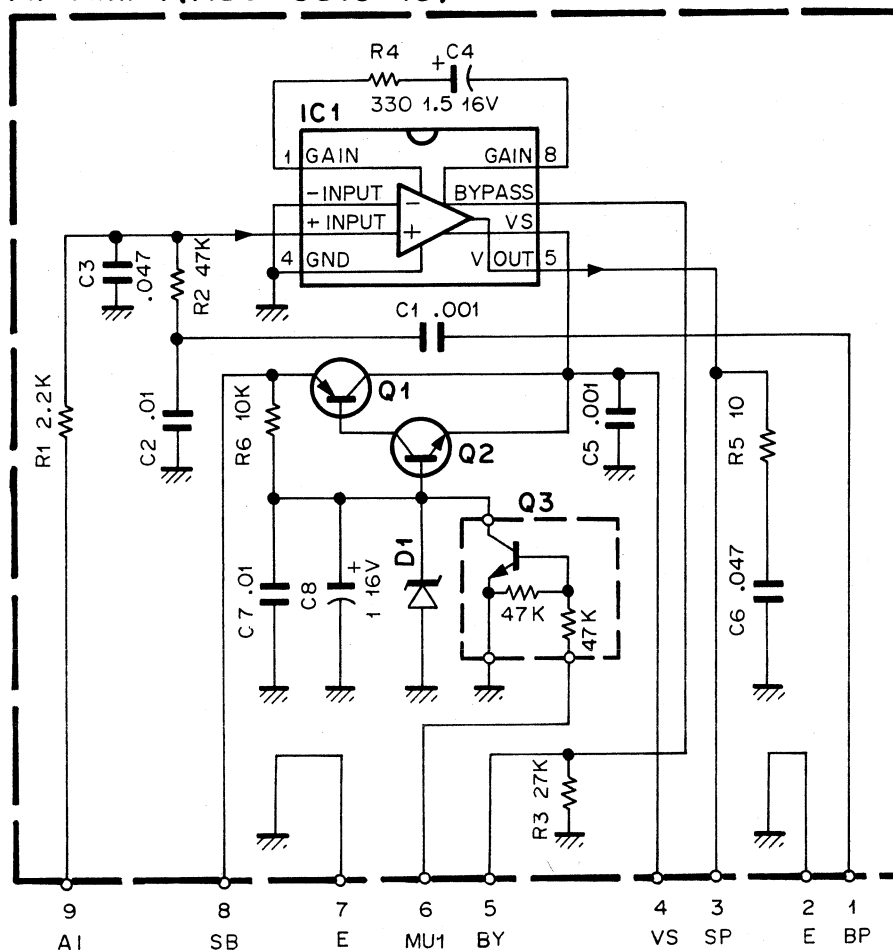 R4
+ C4
330 1.5 16V
IC1
1 GAIN
GAIN 8
-INPUT
BYPASS
+INPUT
VS
4 GND
V OUT 5
C3 .047
R2 47K
C1 .001
R1 2.2K
C2 .01
R6 10K
Q1
Q2
C5 .001
R5 10
Q3
D1
C7 .01
C8 + 1 16V
47K
47K
C6 .047
R3 27K
9 8 7 6 5 4 3 2 1
AI SB E MU1 BY VS SP E BP